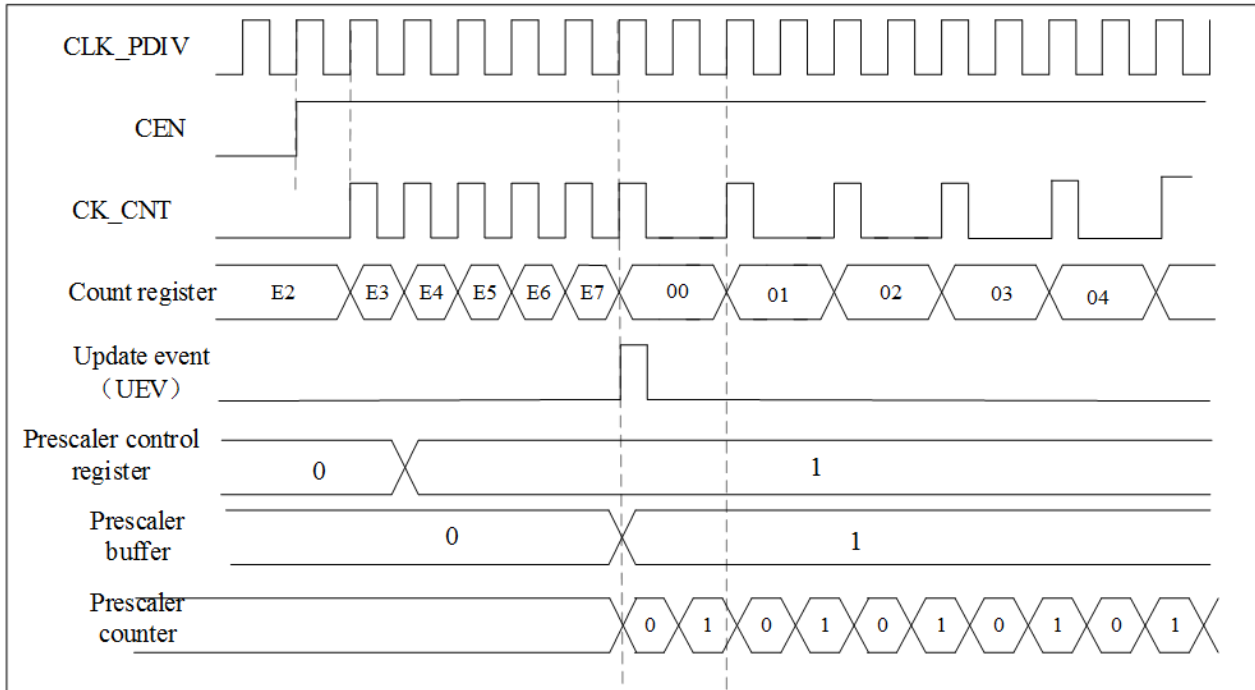 CLK_PDIV
CEN
CK_CNT
Count register E2 E3 E4 E5 E6 E7 00 01 02 03 04
Update event
（UEV）
Prescaler control
register 0 1
Prescaler
buffer 0 1
Prescaler
counter 0 1 0 1 0 1 0 1 0 1